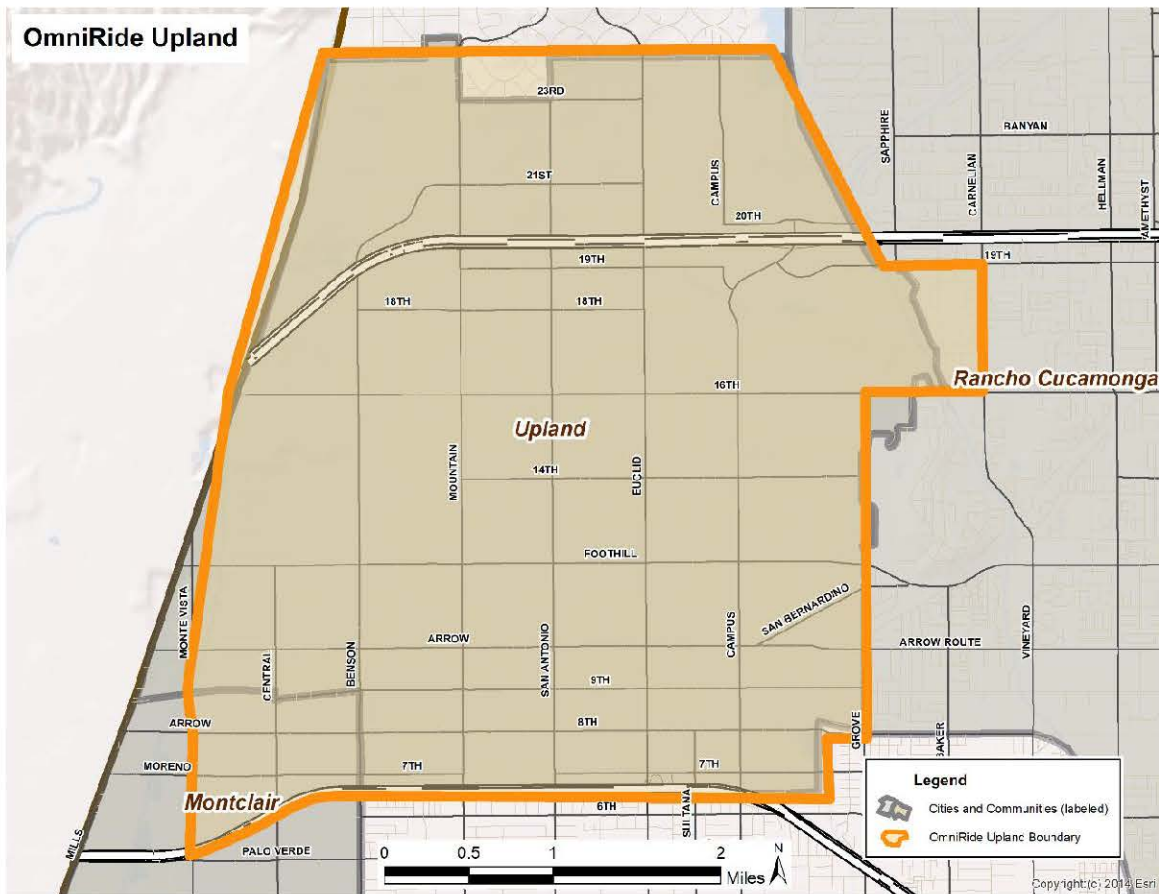 OmniRide Upland
23RD
SAPPHIRE
BANYAN
CARNELIAN
HELLMAN
AMETHYST
21ST
CAMPUS
20TH
19TH
19TH
18TH
18TH
16TH
Rancho Cucamonga
Upland
MOUNTAIN
14TH
EUCLID
FOOTHILL
MONTE VISTA
SAN BERNARDINO
ARROW
ARROW ROUTE
VINEYARD
CENTRAL
BENSON
SAN ANTONIO
CAMPUS
9TH
ARROW
8TH
GROVE
BAKER
MORENO
7TH
7TH
Montclair
6TH
SULTANA
MILLS
PALO VERDE
Legend
Cities and Communities (labeled)
OmniRide Upland Boundary
0 0.5 1 2
Miles
N
Copyright:(c) 2014 Esri